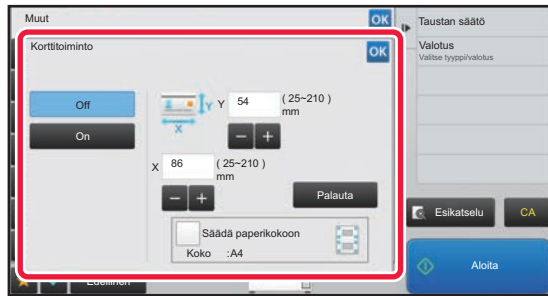 Muut
OK
Korttitoiminto
OK
Off
On
Y
Y
54
( 25~210 )
mm
X
X
86
( 25~210 )
mm
Palauta
Säädä paperikokoon
Koko :A4
Edellinen
Taustan säätö
Valotus
Valitse tyyppi/valotus
Esikatselu
CA
Aloita